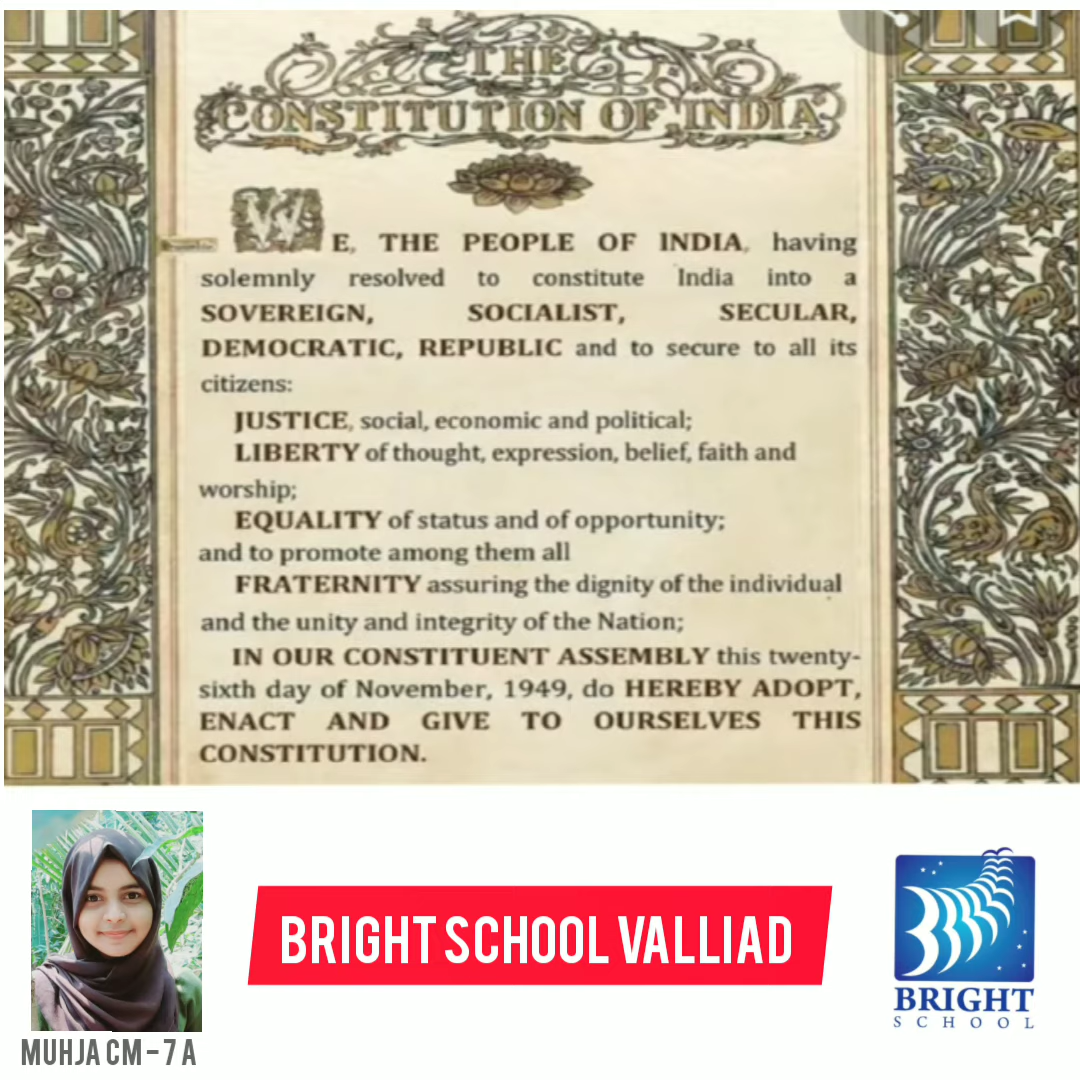 THE
CONSTITUTION OF INDIA
WE, THE PEOPLE OF INDIA, having
solemnly resolved to constitute India into a
SOVEREIGN, SOCIALIST, SECULAR,
DEMOCRATIC, REPUBLIC and to secure to all its
citizens:
JUSTICE, social, economic and political;
LIBERTY of thought, expression, belief, faith and
worship;
EQUALITY of status and of opportunity;
and to promote among them all
FRATERNITY assuring the dignity of the individual
and the unity and integrity of the Nation;
IN OUR CONSTITUENT ASSEMBLY this twenty-
sixth day of November, 1949, do HEREBY ADOPT,
ENACT AND GIVE TO OURSELVES THIS
CONSTITUTION.
BRIGHT SCHOOL VALLIAD
BRIGHT
SCHOOL
MUHJA CM – 7 A